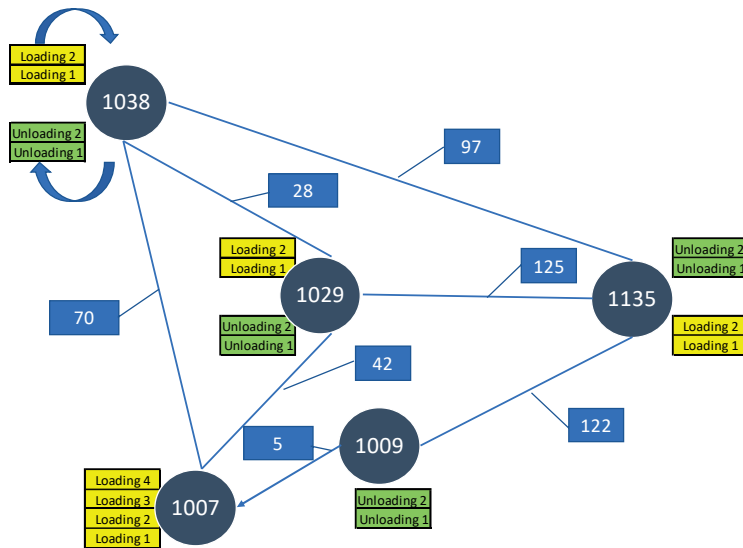 Loading 2
Loading 1
1038
Unloading 2
Unloading 1
97
28
Loading 2
Loading 1
Unloading 2
Unloading 1
125
1029
1135
70
Unloading 2
Unloading 1
Loading 2
Loading 1
42
122
5
1009
Loading 4
Loading 3
Loading 2
Loading 1
1007
Unloading 2
Unloading 1